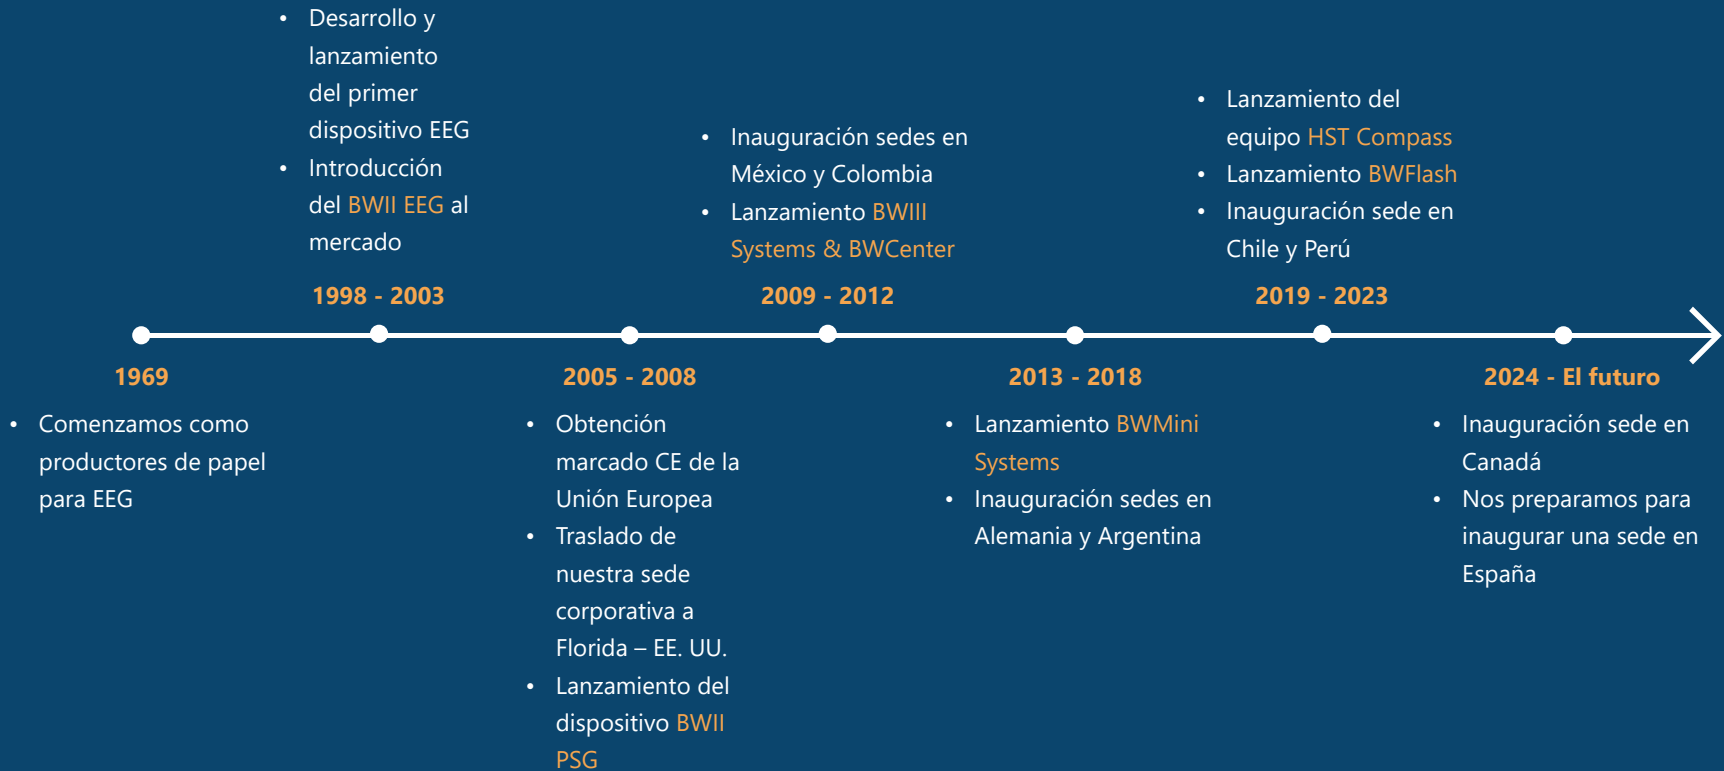 1969
• Comenzamos como
productores de papel
para EEG
• Desarrollo y
lanzamiento
del primer
dispositivo EEG
• Introducción
del BWII EEG al
mercado
1998 - 2003
2005 - 2008
• Obtención
marcado CE de la
Unión Europea
• Traslado de
nuestra sede
corporativa a
Florida – EE. UU.
• Lanzamiento del
dispositivo BWII
PSG
• Inauguración sedes en
México y Colombia
• Lanzamiento BWIII
Systems & BWCenter
2009 - 2012
2013 - 2018
• Lanzamiento BWMini
Systems
• Inauguración sedes en
Alemania y Argentina
• Lanzamiento del
equipo HST Compass
• Lanzamiento BWFlash
• Inauguración sede en
Chile y Perú
2019 - 2023
2024 - El futuro
• Inauguración sede en
Canadá
• Nos preparamos para
inaugurar una sede en
España